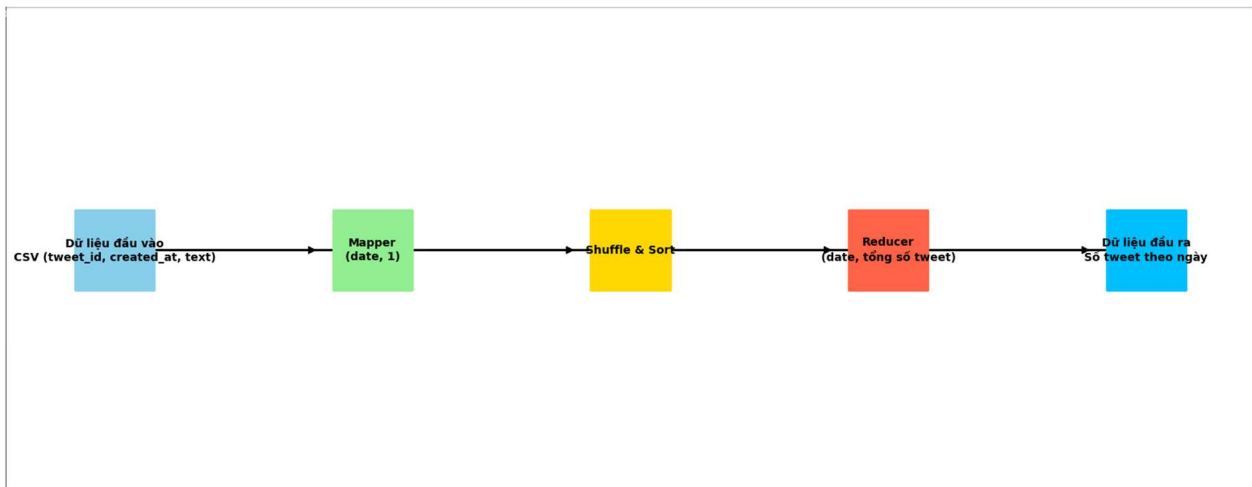 Dữ liệu đầu vào
CSV (tweet_id, created_at, text)
Mapper
(date, 1)
Shuffle & Sort
Reducer
(date, tổng số tweet)
Dữ liệu đầu ra
Số tweet theo ngày